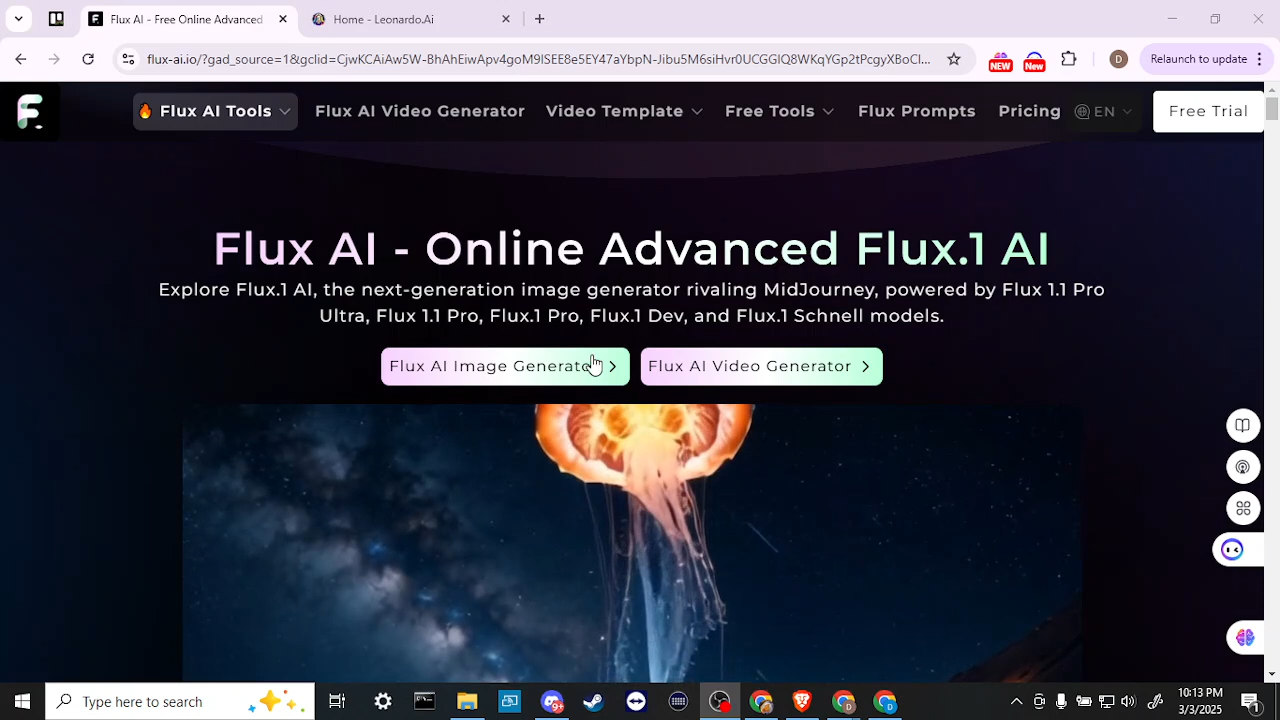 Flux AI - Free Online Advanced
Home - Leonardo.Ai
flux-ai.io/?gad_source=1&gclid=CjwKCAiAw5W-BhAhEiwApv4goM9ISEEDe5EY47aYbpN-Jibu5M6siHvr0UCGGlQ8WKqYGp2tPcgyXBoCl...
NEW
New
D
Relaunch to update
F.
Flux AI Tools
Flux AI Video Generator
Video Template
Free Tools
Flux Prompts
Pricing
EN
Free Trial
Flux AI - Online Advanced Flux.1 AI
Explore Flux.1 AI, the next-generation image generator rivaling MidJourney, powered by Flux 1.1 Pro
Ultra, Flux 1.1 Pro, Flux.1 Pro, Flux.1 Dev, and Flux.1 Schnell models.
Flux AI Image Generator
Flux AI Video Generator
Type here to search
10:13 PM
3/3/2025